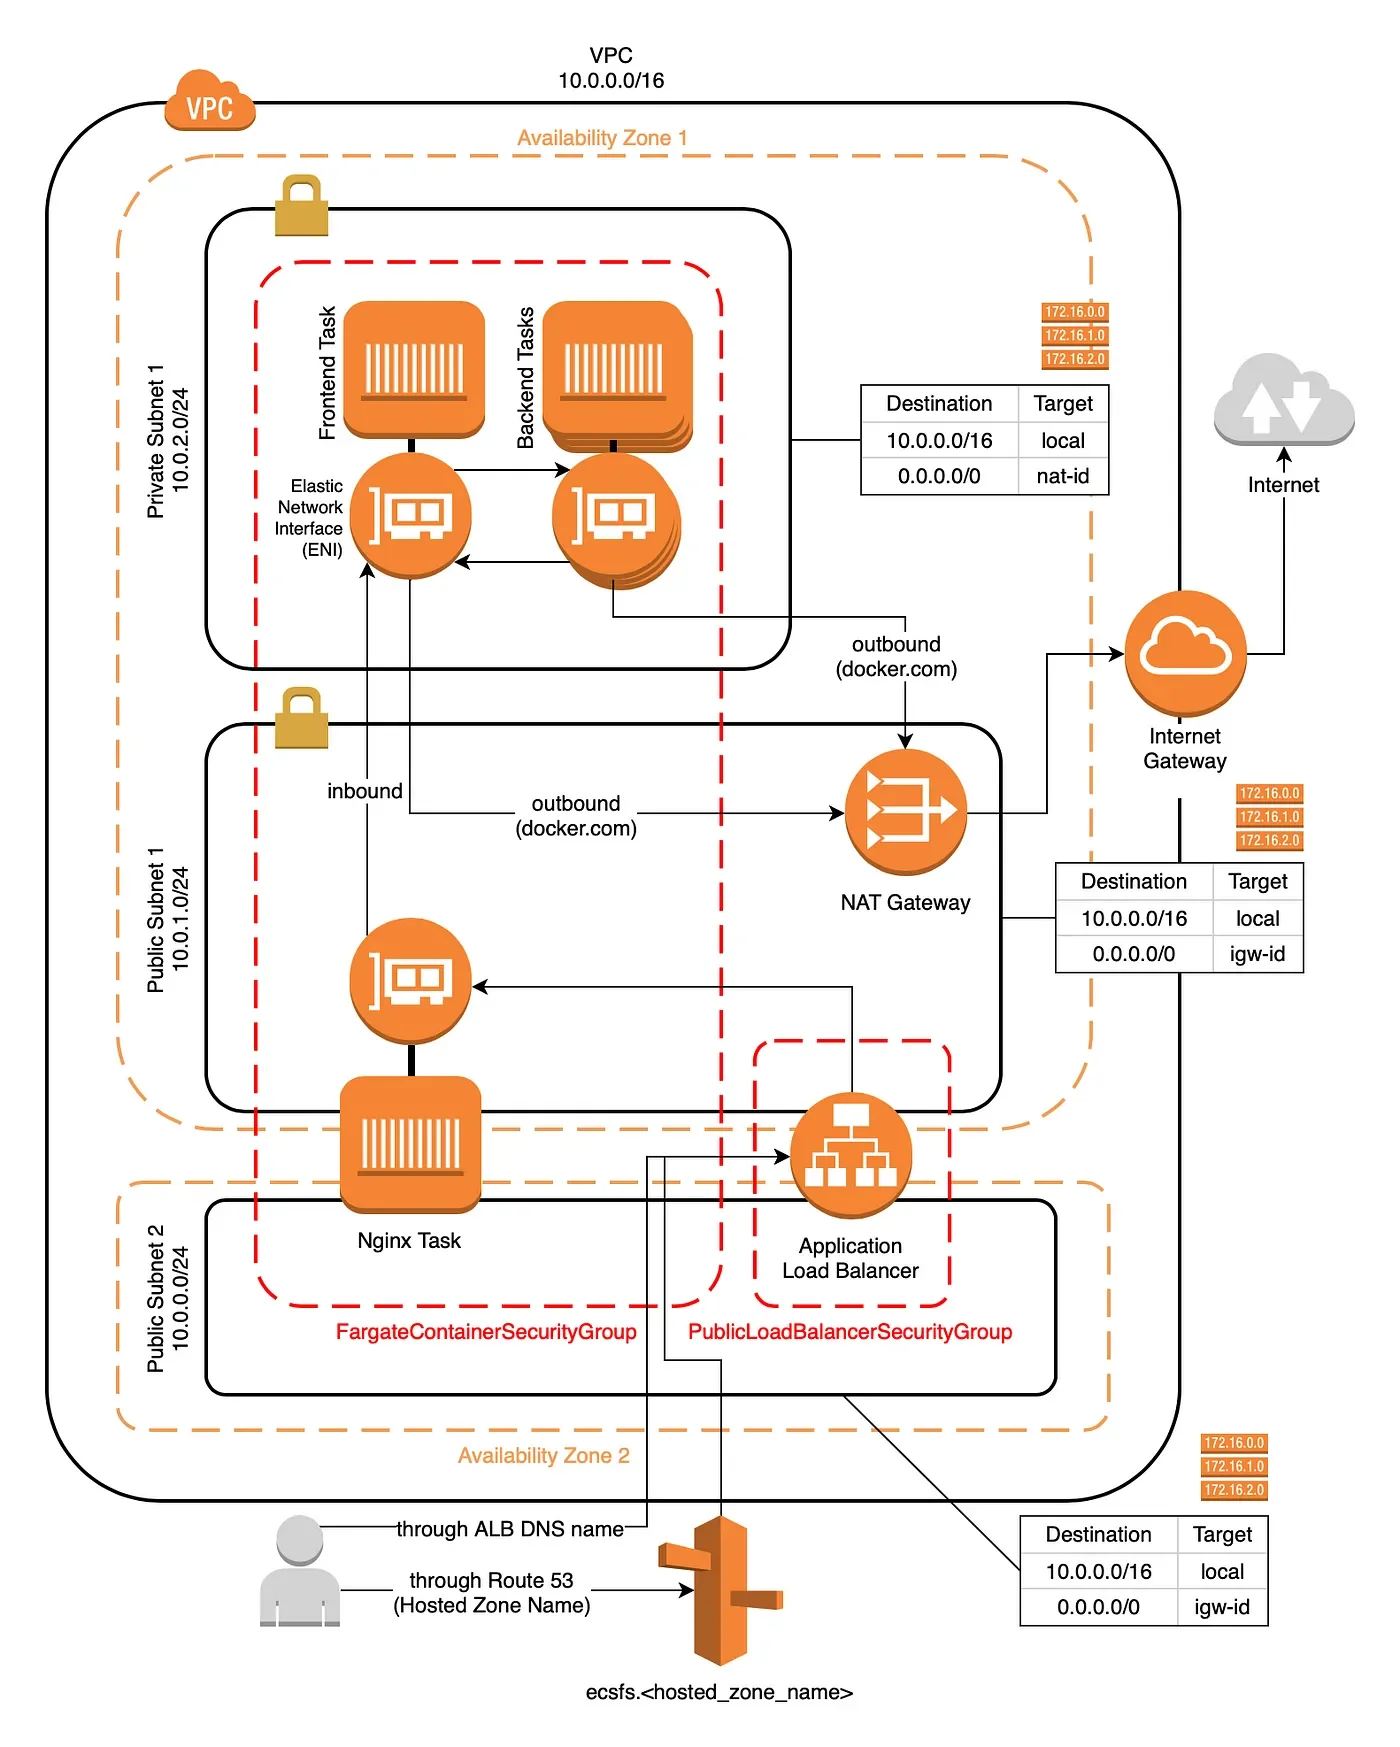 VPC
10.0.0.0/16
VPC
Availability Zone 1
Private Subnet 1
10.0.2.0/24
Frontend Task
Backend Tasks
Elastic
Network
Interface
(ENI)
172.16.0.0
172.16.1.0
172.16.2.0
Destination Target
10.0.0.0/16 local
0.0.0.0/0 nat-id
Internet
outbound
(docker.com)
Internet
Gateway
Public Subnet 1
10.0.1.0/24
inbound
outbound
(docker.com)
NAT Gateway
172.16.0.0
172.16.1.0
172.16.2.0
Destination Target
10.0.0.0/16 local
0.0.0.0/0 igw-id
Nginx Task
Application
Load Balancer
Public Subnet 2
10.0.0.0/24
FargateContainerSecurityGroup
PublicLoadBalancerSecurityGroup
Availability Zone 2
172.16.0.0
172.16.1.0
172.16.2.0
Destination Target
10.0.0.0/16 local
0.0.0.0/0 igw-id
through ALB DNS name
through Route 53
(Hosted Zone Name)
ecsfs.<hosted_zone_name>